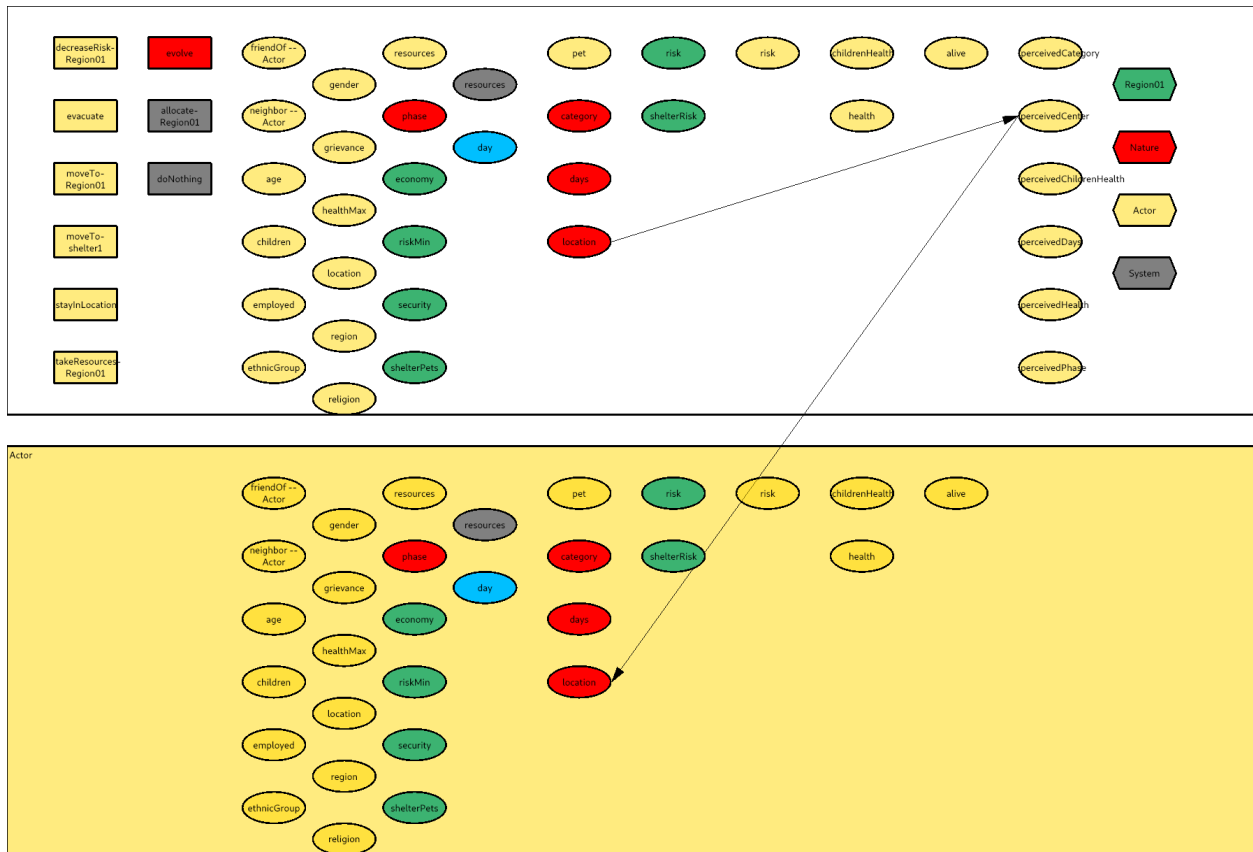 decreaseRisk-
Region01
evolve
friendOf --
Actor
resources
pet
risk
risk
childrenHealth
alive
perceivedCategory
gender
resources
Region01
evacuate
allocate-
Region01
neighbor --
Actor
phase
category
shelterRisk
health
perceivedCenter
grievance
day
Nature
moveTo-
Region01
doNothing
age
economy
days
perceivedChildrenHealth
healthMax
Actor
moveTo-
shelter1
children
riskMin
location
perceivedDays
location
System
stayInLocation
employed
security
perceivedHealth
region
takeResources-
Region01
ethnicGroup
shelterPets
perceivedPhase
religion
Actor
friendOf --
Actor
resources
pet
risk
risk
childrenHealth
alive
gender
resources
neighbor --
Actor
phase
category
shelterRisk
health
grievance
day
age
economy
days
healthMax
children
riskMin
location
location
employed
security
region
ethnicGroup
shelterPets
religion